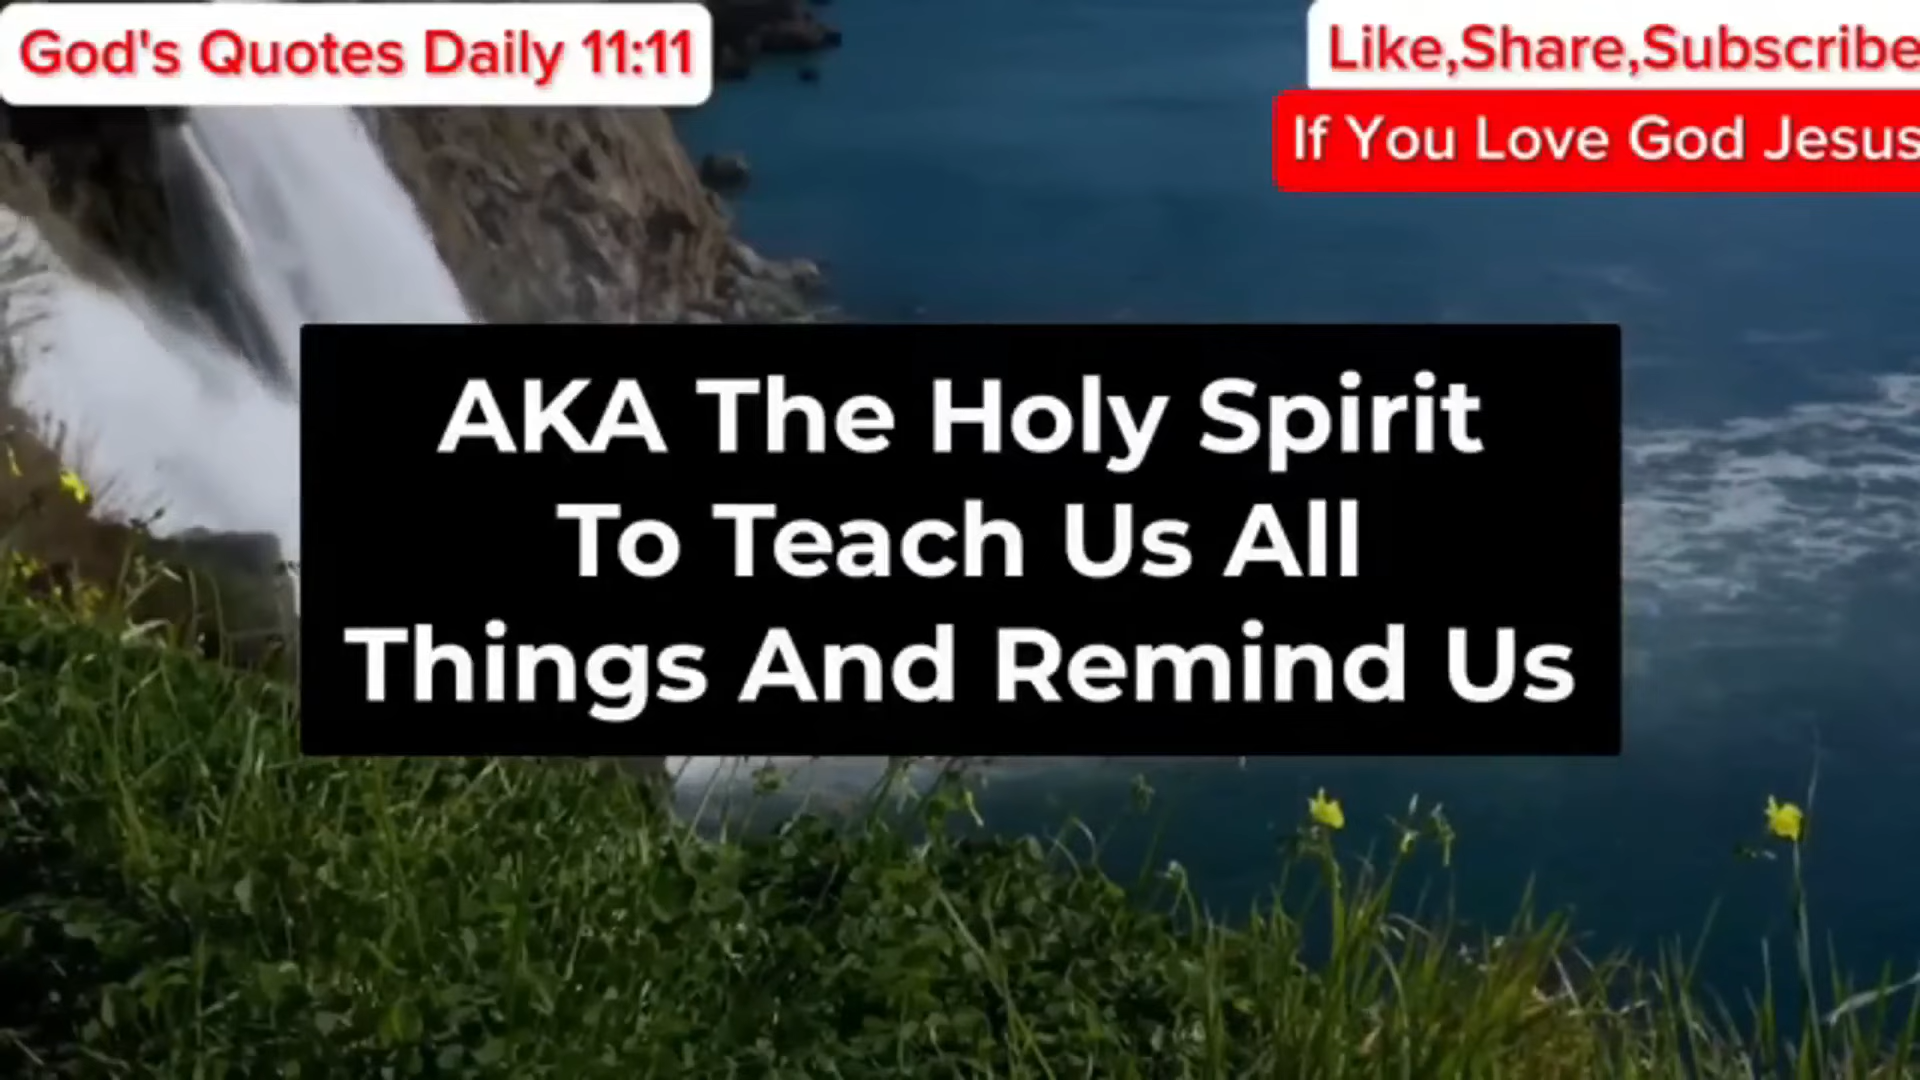 God's Quotes Daily 11:11
Like,Share,Subscribe
If You Love God Jesus
AKA The Holy Spirit
To Teach Us All
Things And Remind Us